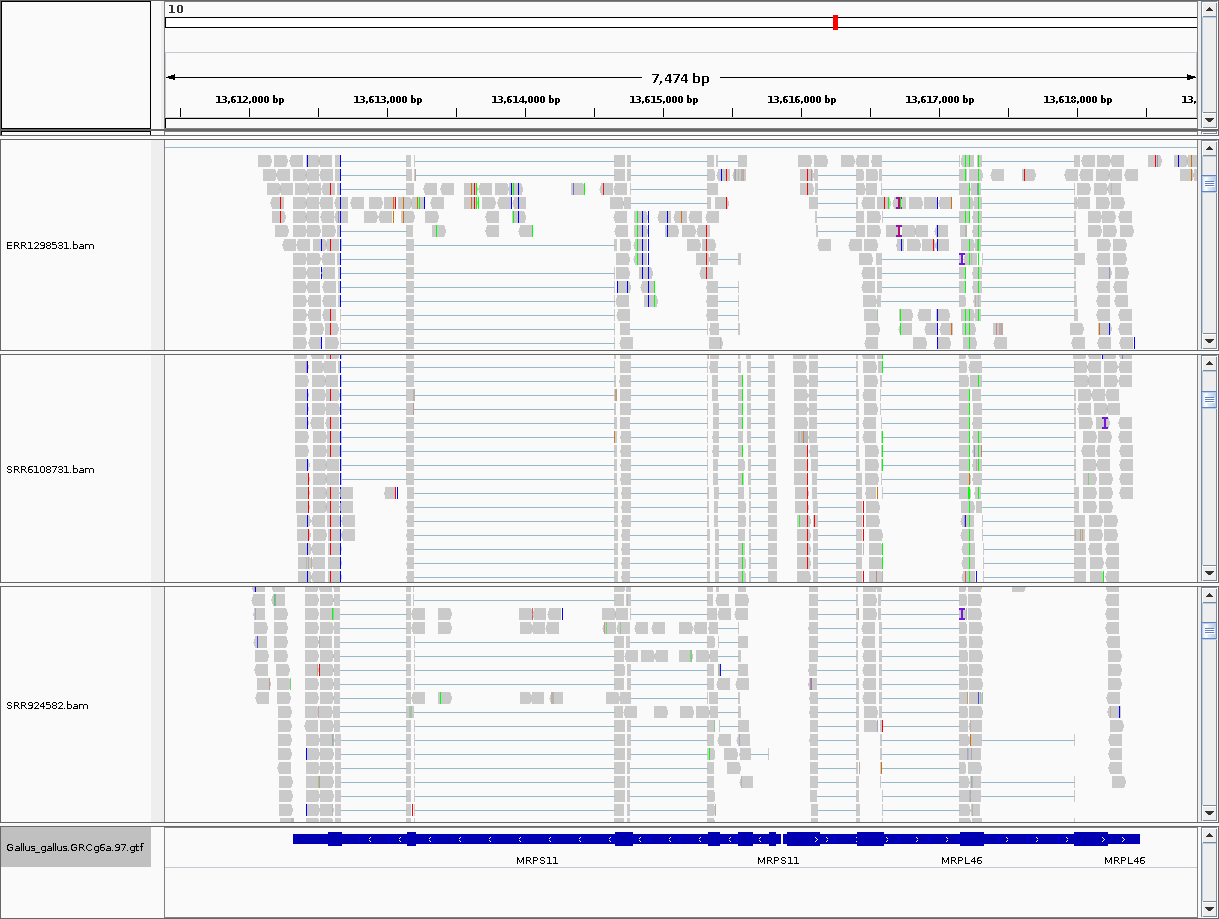 10
7,474 bp
13,612,000 bp 13,613,000 bp 13,614,000 bp 13,615,000 bp 13,616,000 bp 13,617,000 bp 13,618,000 bp 13,
ERR1298531.bam
SRR6108731.bam
SRR924582.bam
Gallus_gallus.GRCg6a.97.gtf
MRPS11 MRPS11 MRPL46 MRPL46